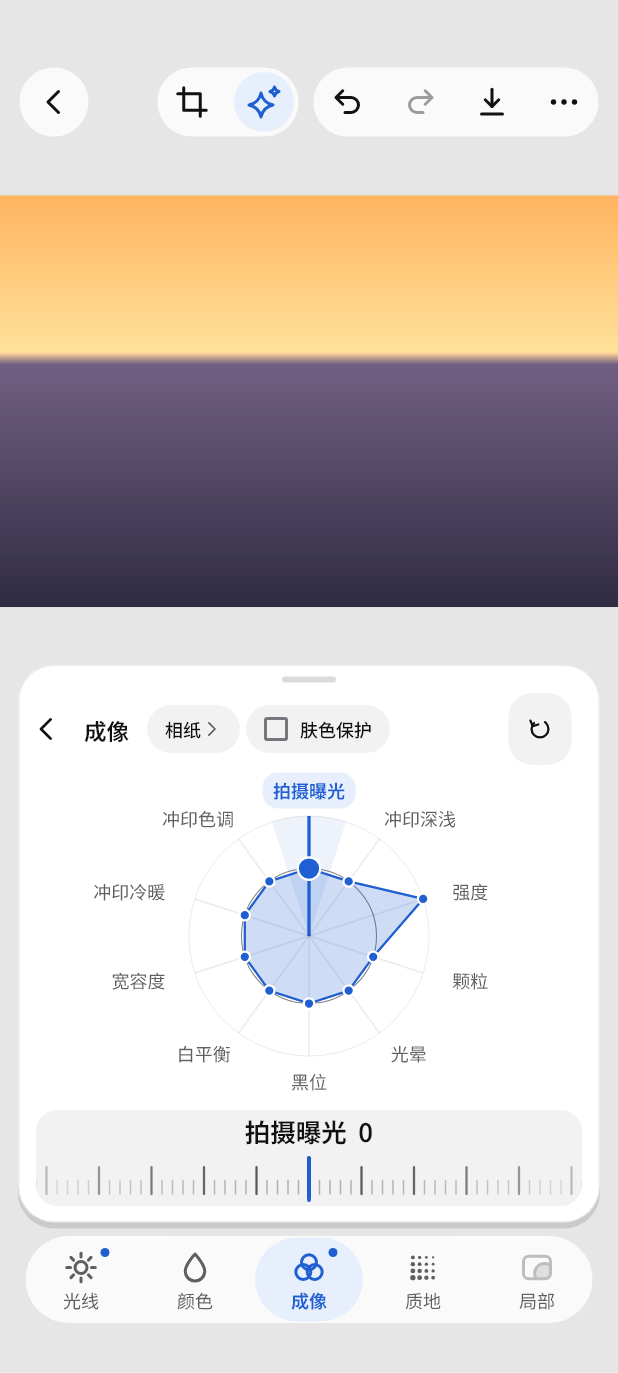 成像
相纸
肤色保护
拍摄曝光
冲印色调
冲印深浅
冲印冷暖
强度
宽容度
颗粒
白平衡
光晕
黑位
拍摄曝光 0
光线
颜色
成像
质地
局部